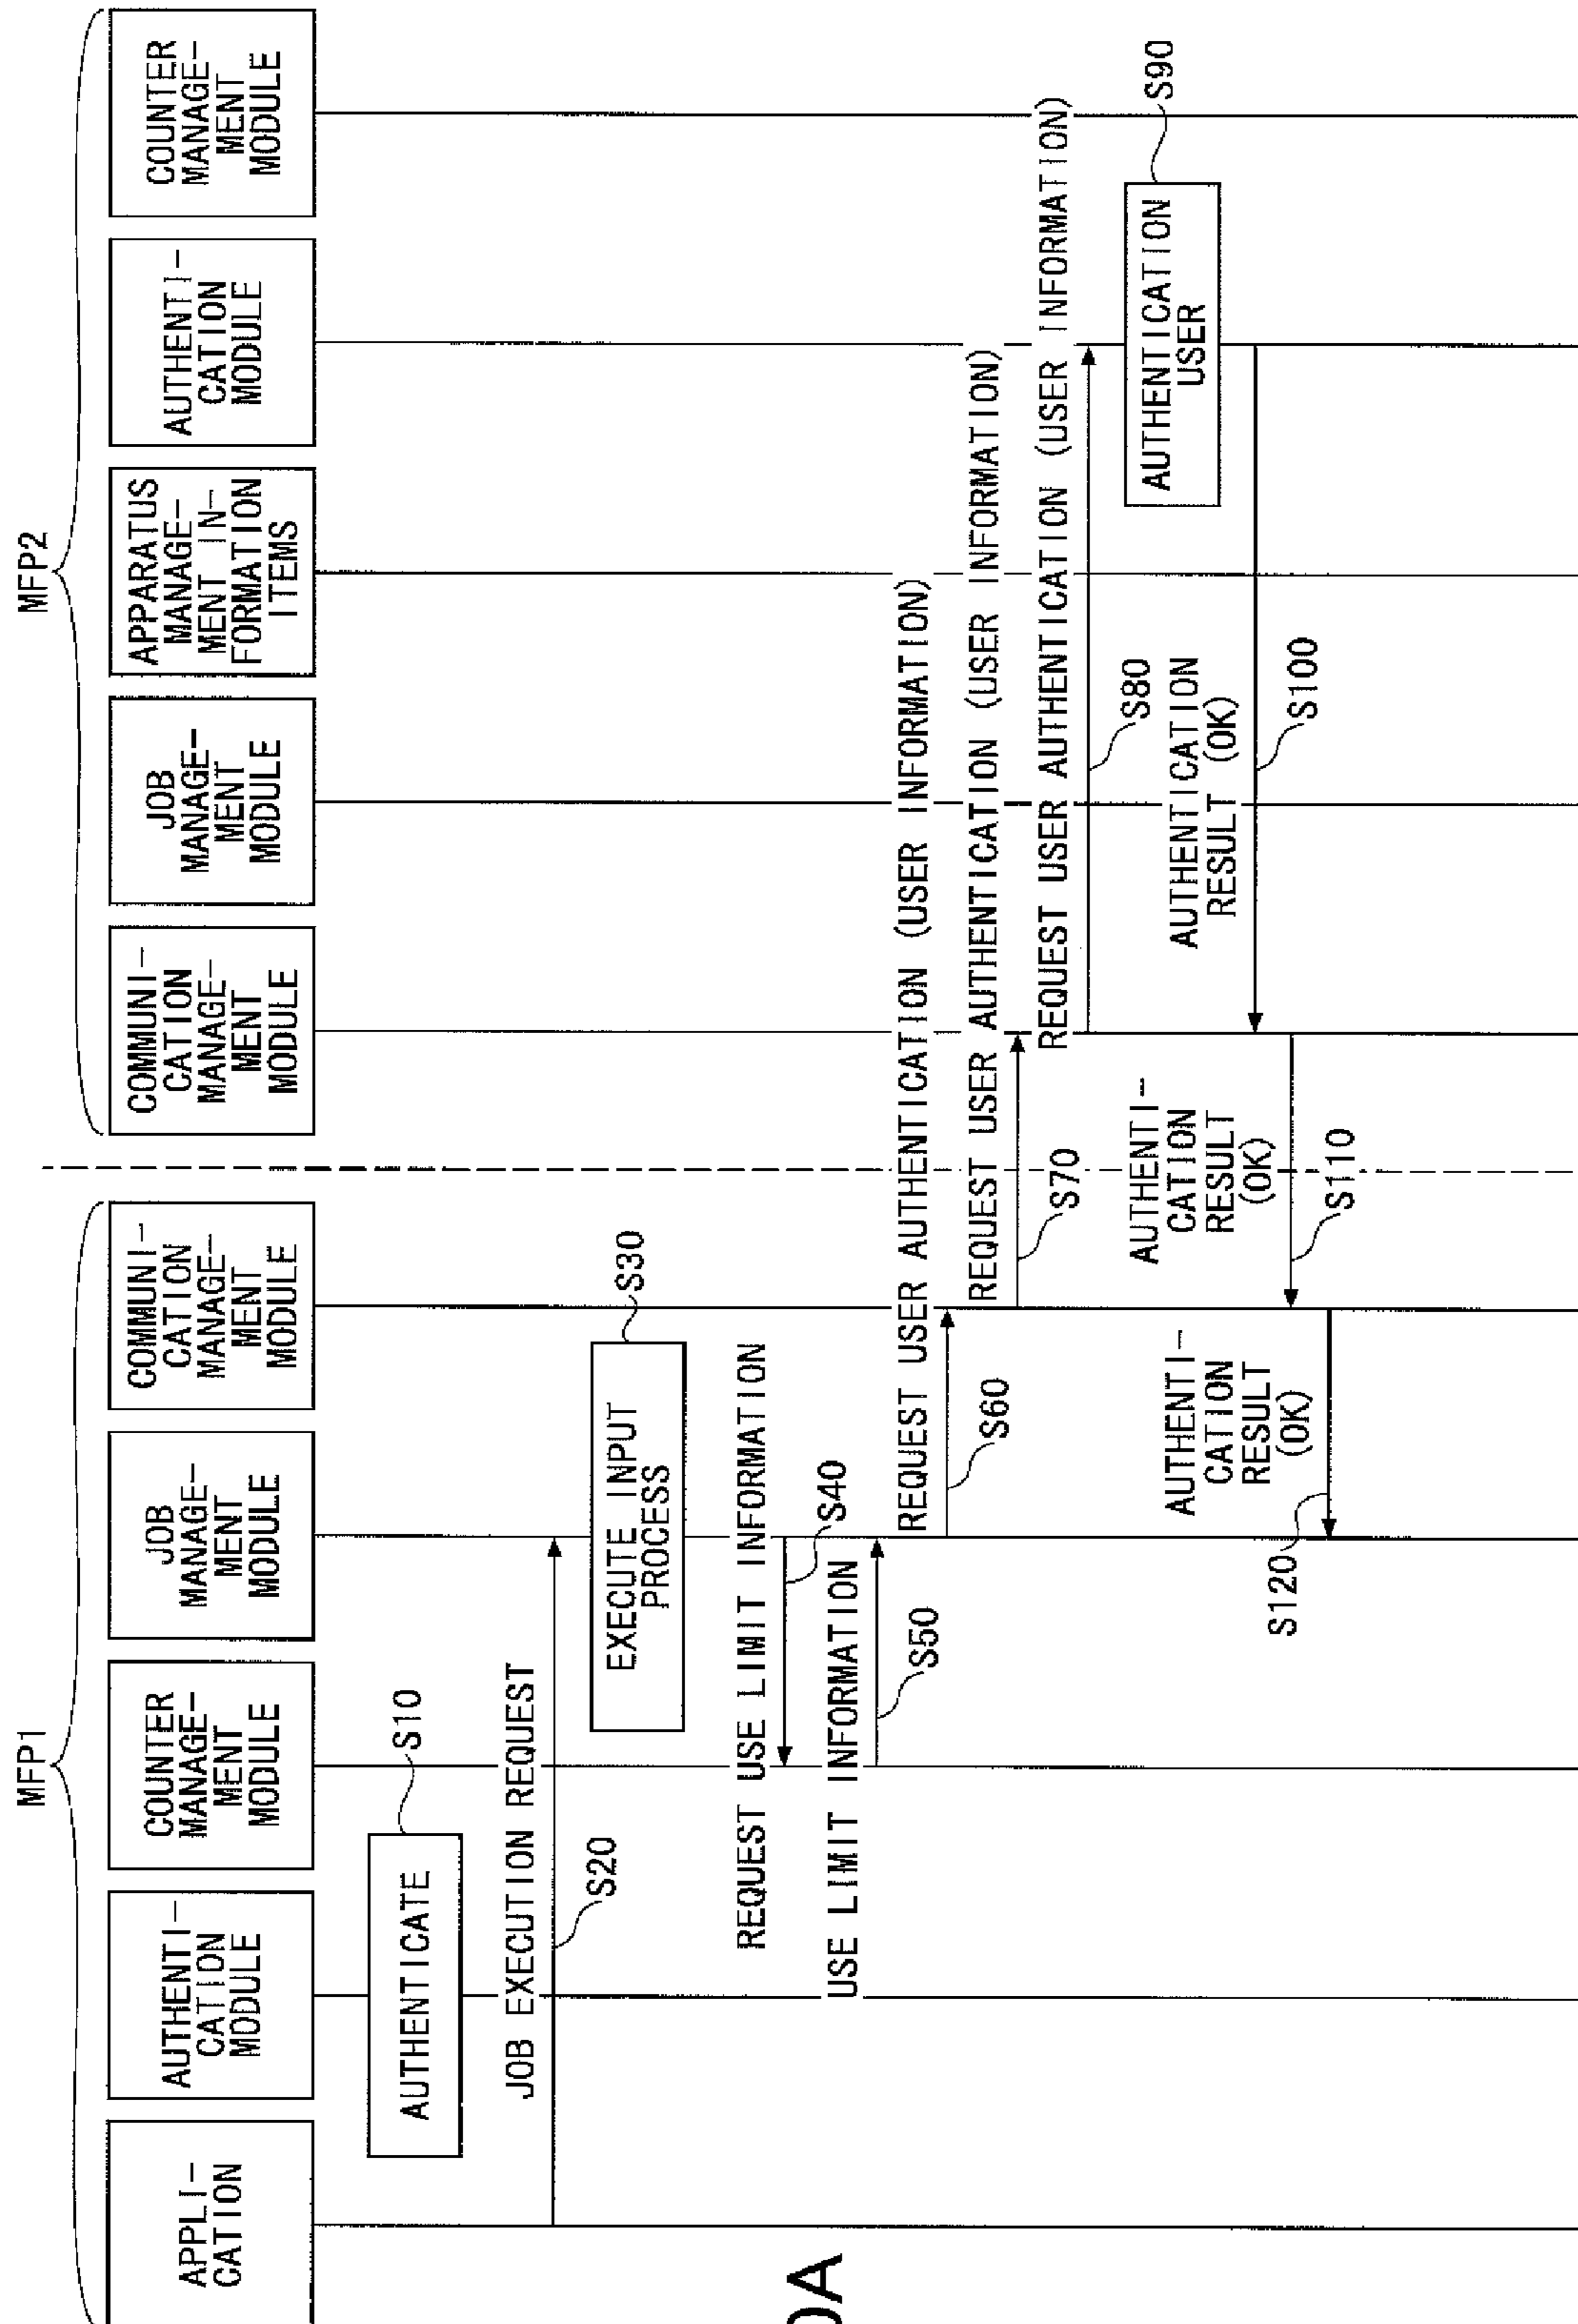 MFP1
MFP2
APPLI-
CATION
AUTHENTI-
CATION
MODULE
COUNTER
MANAGE-
MENT
MODULE
JOB
MANAGE-
MENT
MODULE
COMMUNI-
CATION
MANAGE-
MENT
MODULE
COMMUNI-
CATION
MANAGE-
MENT
MODULE
JOB
MANAGE-
MENT
MODULE
APPARATUS
MANAGE-
MENT IN-
FORMATION
ITEMS
AUTHENTI-
CATION
MODULE
COUNTER
MANAGE-
MENT
MODULE
AUTHENTICATE
S10
JOB EXECUTION REQUEST
S20
EXECUTE INPUT
PROCESS
S30
REQUEST USE LIMIT INFORMATION
S40
USE LIMIT INFORMATION
S50
REQUEST USER AUTHENTICATION (USER INFORMATION)
S60
REQUEST USER AUTHENTICATION (USER INFORMATION)
S70
REQUEST USER AUTHENTICATION (USER INFORMATION)
S80
AUTHENTICATION
USER
S90
AUTHENTICATION
RESULT (OK)
S100
AUTHENTI-
CATION
RESULT
(OK)
S110
AUTHENTI-
CATION
RESULT
(OK)
S120
0A